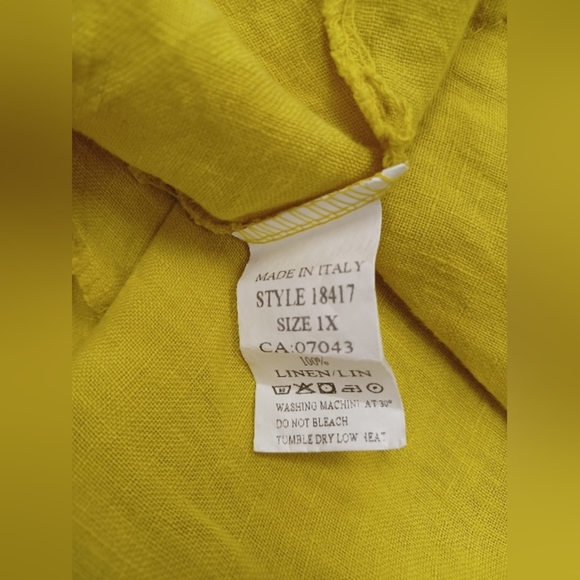 MADE IN ITALY
STYLE 18417
SIZE 1X
CA:07043
100%
LINEN/LIN
WASHING MACHINE AT 30°
DO NOT BLEACH
TUMBLE DRY LOW HEAT